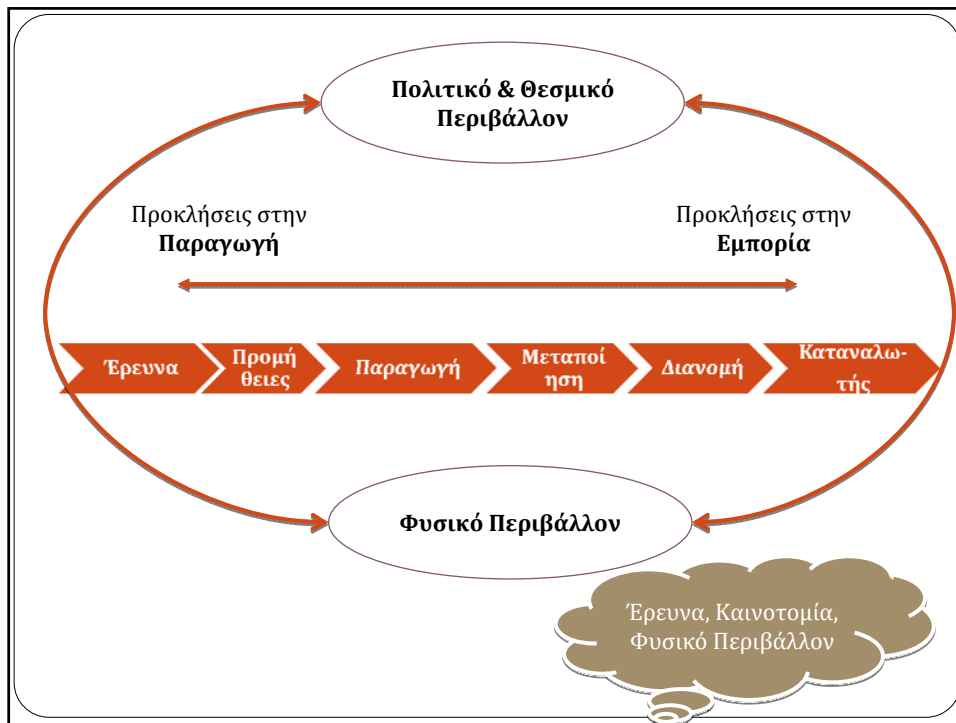 Πολιτικό & Θεσμικό
Περιβάλλον
Προκλήσεις στην
Παραγωγή
Προκλήσεις στην
Εμπορία
Έρευνα
Προμή
θειες
Παραγωγή
Μεταποί
ηση
Διανομή
Καταναλω-
τής
Φυσικό Περιβάλλον
Έρευνα, Καινοτομία,
Φυσικό Περιβάλλον